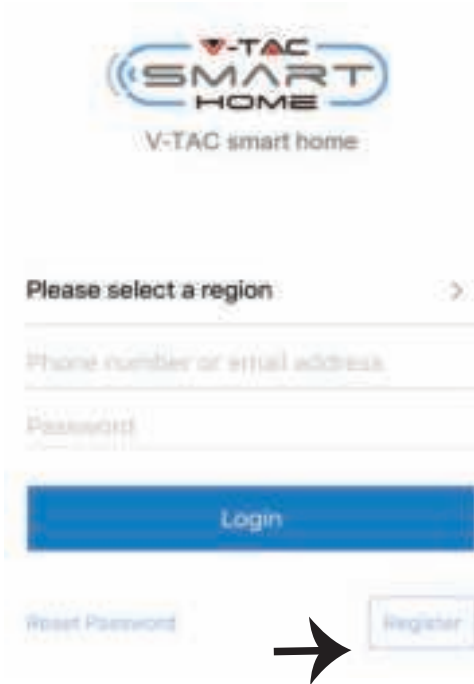 V-TAC
SMART
HOME
V-TAC smart home
Please select a region
Phone number or email address
Password
Login
Reset Password
Register